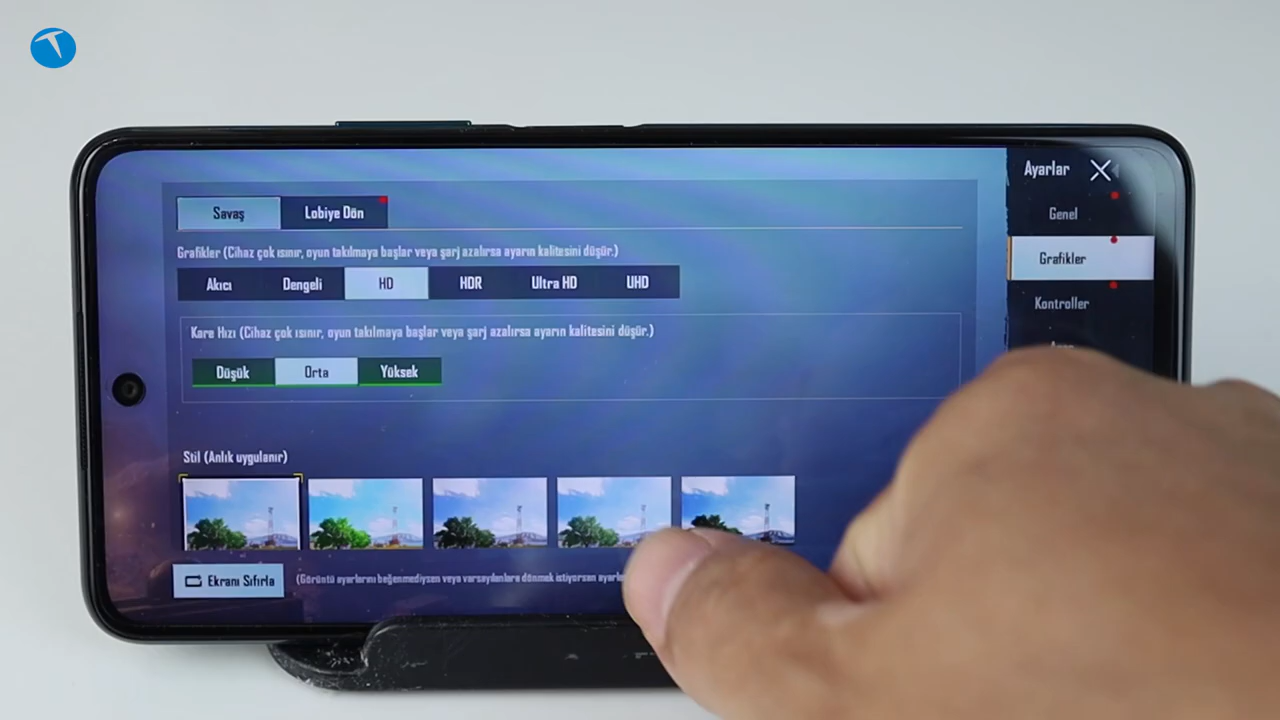 Ayarlar
Savaş
Lobiye Dön
Genel
Grafikler (Cihaz çok ısınır, oyun takılmaya başlar veya şarj azalırsa ayarın kalitesini düşür.)
Grafikler
Akıcı
Dengeli
HD
HDR
Ultra HD
UHD
Kontroller
Kare Hızı (Cihaz çok ısınır, oyun takılmaya başlar veya şarj azalırsa ayarın kalitesini düşür.)
Düşük
Orta
Yüksek
Stil (Anlık uygulanır)
Ekranı Sıfırla
(Görüntü ayarlarını beğenmediysen veya varsayılanlara dönmek istiyorsan